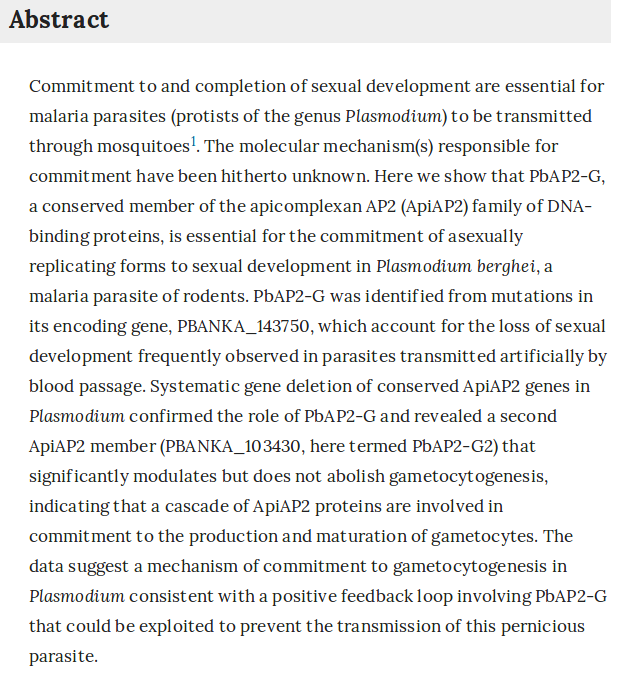 Abstract
Commitment to and completion of sexual development are essential for
malaria parasites (protists of the genus Plasmodium) to be transmitted
through mosquitoes1. The molecular mechanism(s) responsible for
commitment have been hitherto unknown. Here we show that PbAP2-G,
a conserved member of the apicomplexan AP2 (ApiAP2) family of DNA-
binding proteins, is essential for the commitment of asexually
replicating forms to sexual development in Plasmodium berghei, a
malaria parasite of rodents. PbAP2-G was identified from mutations in
its encoding gene, PBANKA_143750, which account for the loss of sexual
development frequently observed in parasites transmitted artificially by
blood passage. Systematic gene deletion of conserved ApiAP2 genes in
Plasmodium confirmed the role of PbAP2-G and revealed a second
ApiAP2 member (PBANKA_103430, here termed PbAP2-G2) that
significantly modulates but does not abolish gametocytogenesis,
indicating that a cascade of ApiAP2 proteins are involved in
commitment to the production and maturation of gametocytes. The
data suggest a mechanism of commitment to gametocytogenesis in
Plasmodium consistent with a positive feedback loop involving PbAP2-G
that could be exploited to prevent the transmission of this pernicious
parasite.